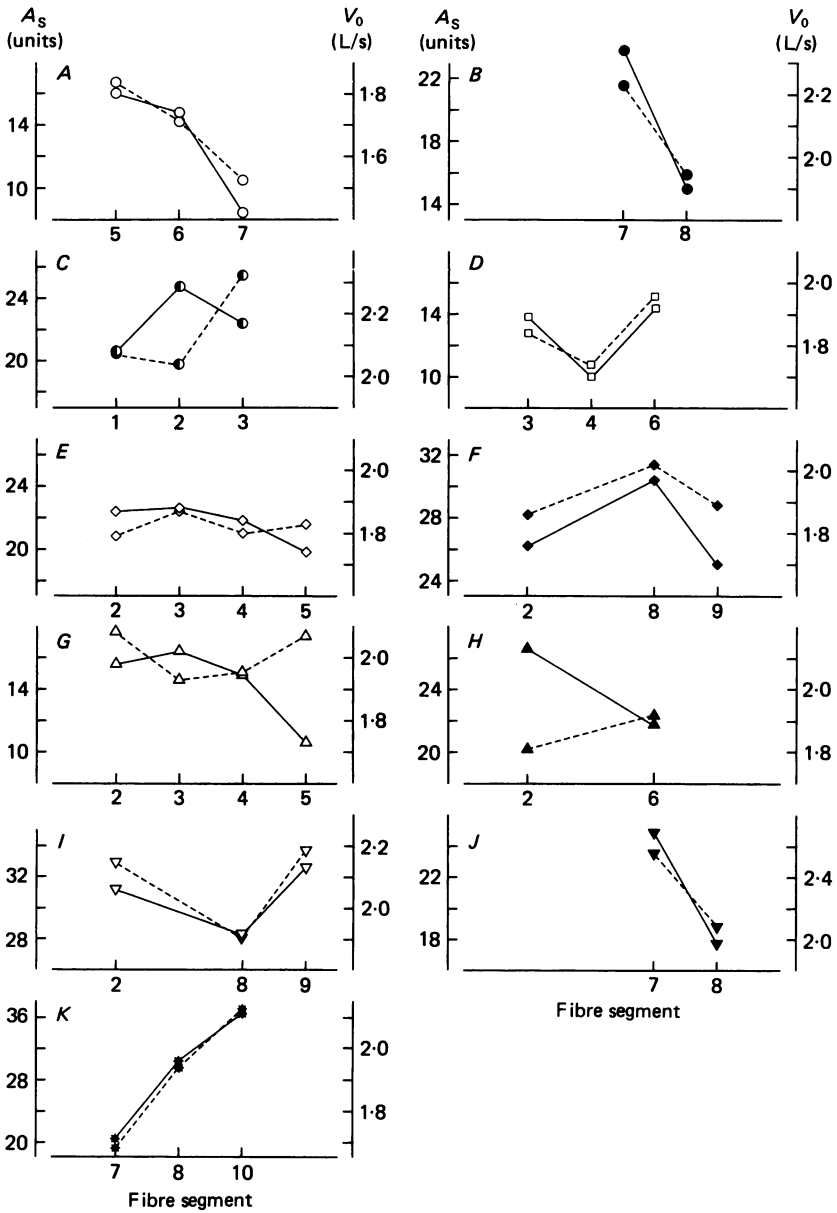 A_S
(units)
V_0
(L/s)
A_S
(units)
V_0
(L/s)
A
14
10
1·8
1·6
5 6 7
B
22
18
14
2·2
2·0
7 8
C
24
20
2·2
2·0
1 2 3
D
14
10
2·0
1·8
3 4 6
E
24
20
2·0
1·8
2 3 4 5
F
32
28
24
2·0
1·8
2 8 9
G
14
10
2·0
1·8
2 3 4 5
H
24
20
2·0
1·8
2 6
I
32
28
2·2
2·0
2 8 9
J
22
18
2·4
2·0
7 8
Fibre segment
K
36
28
20
2·0
1·8
7 8 10
Fibre segment